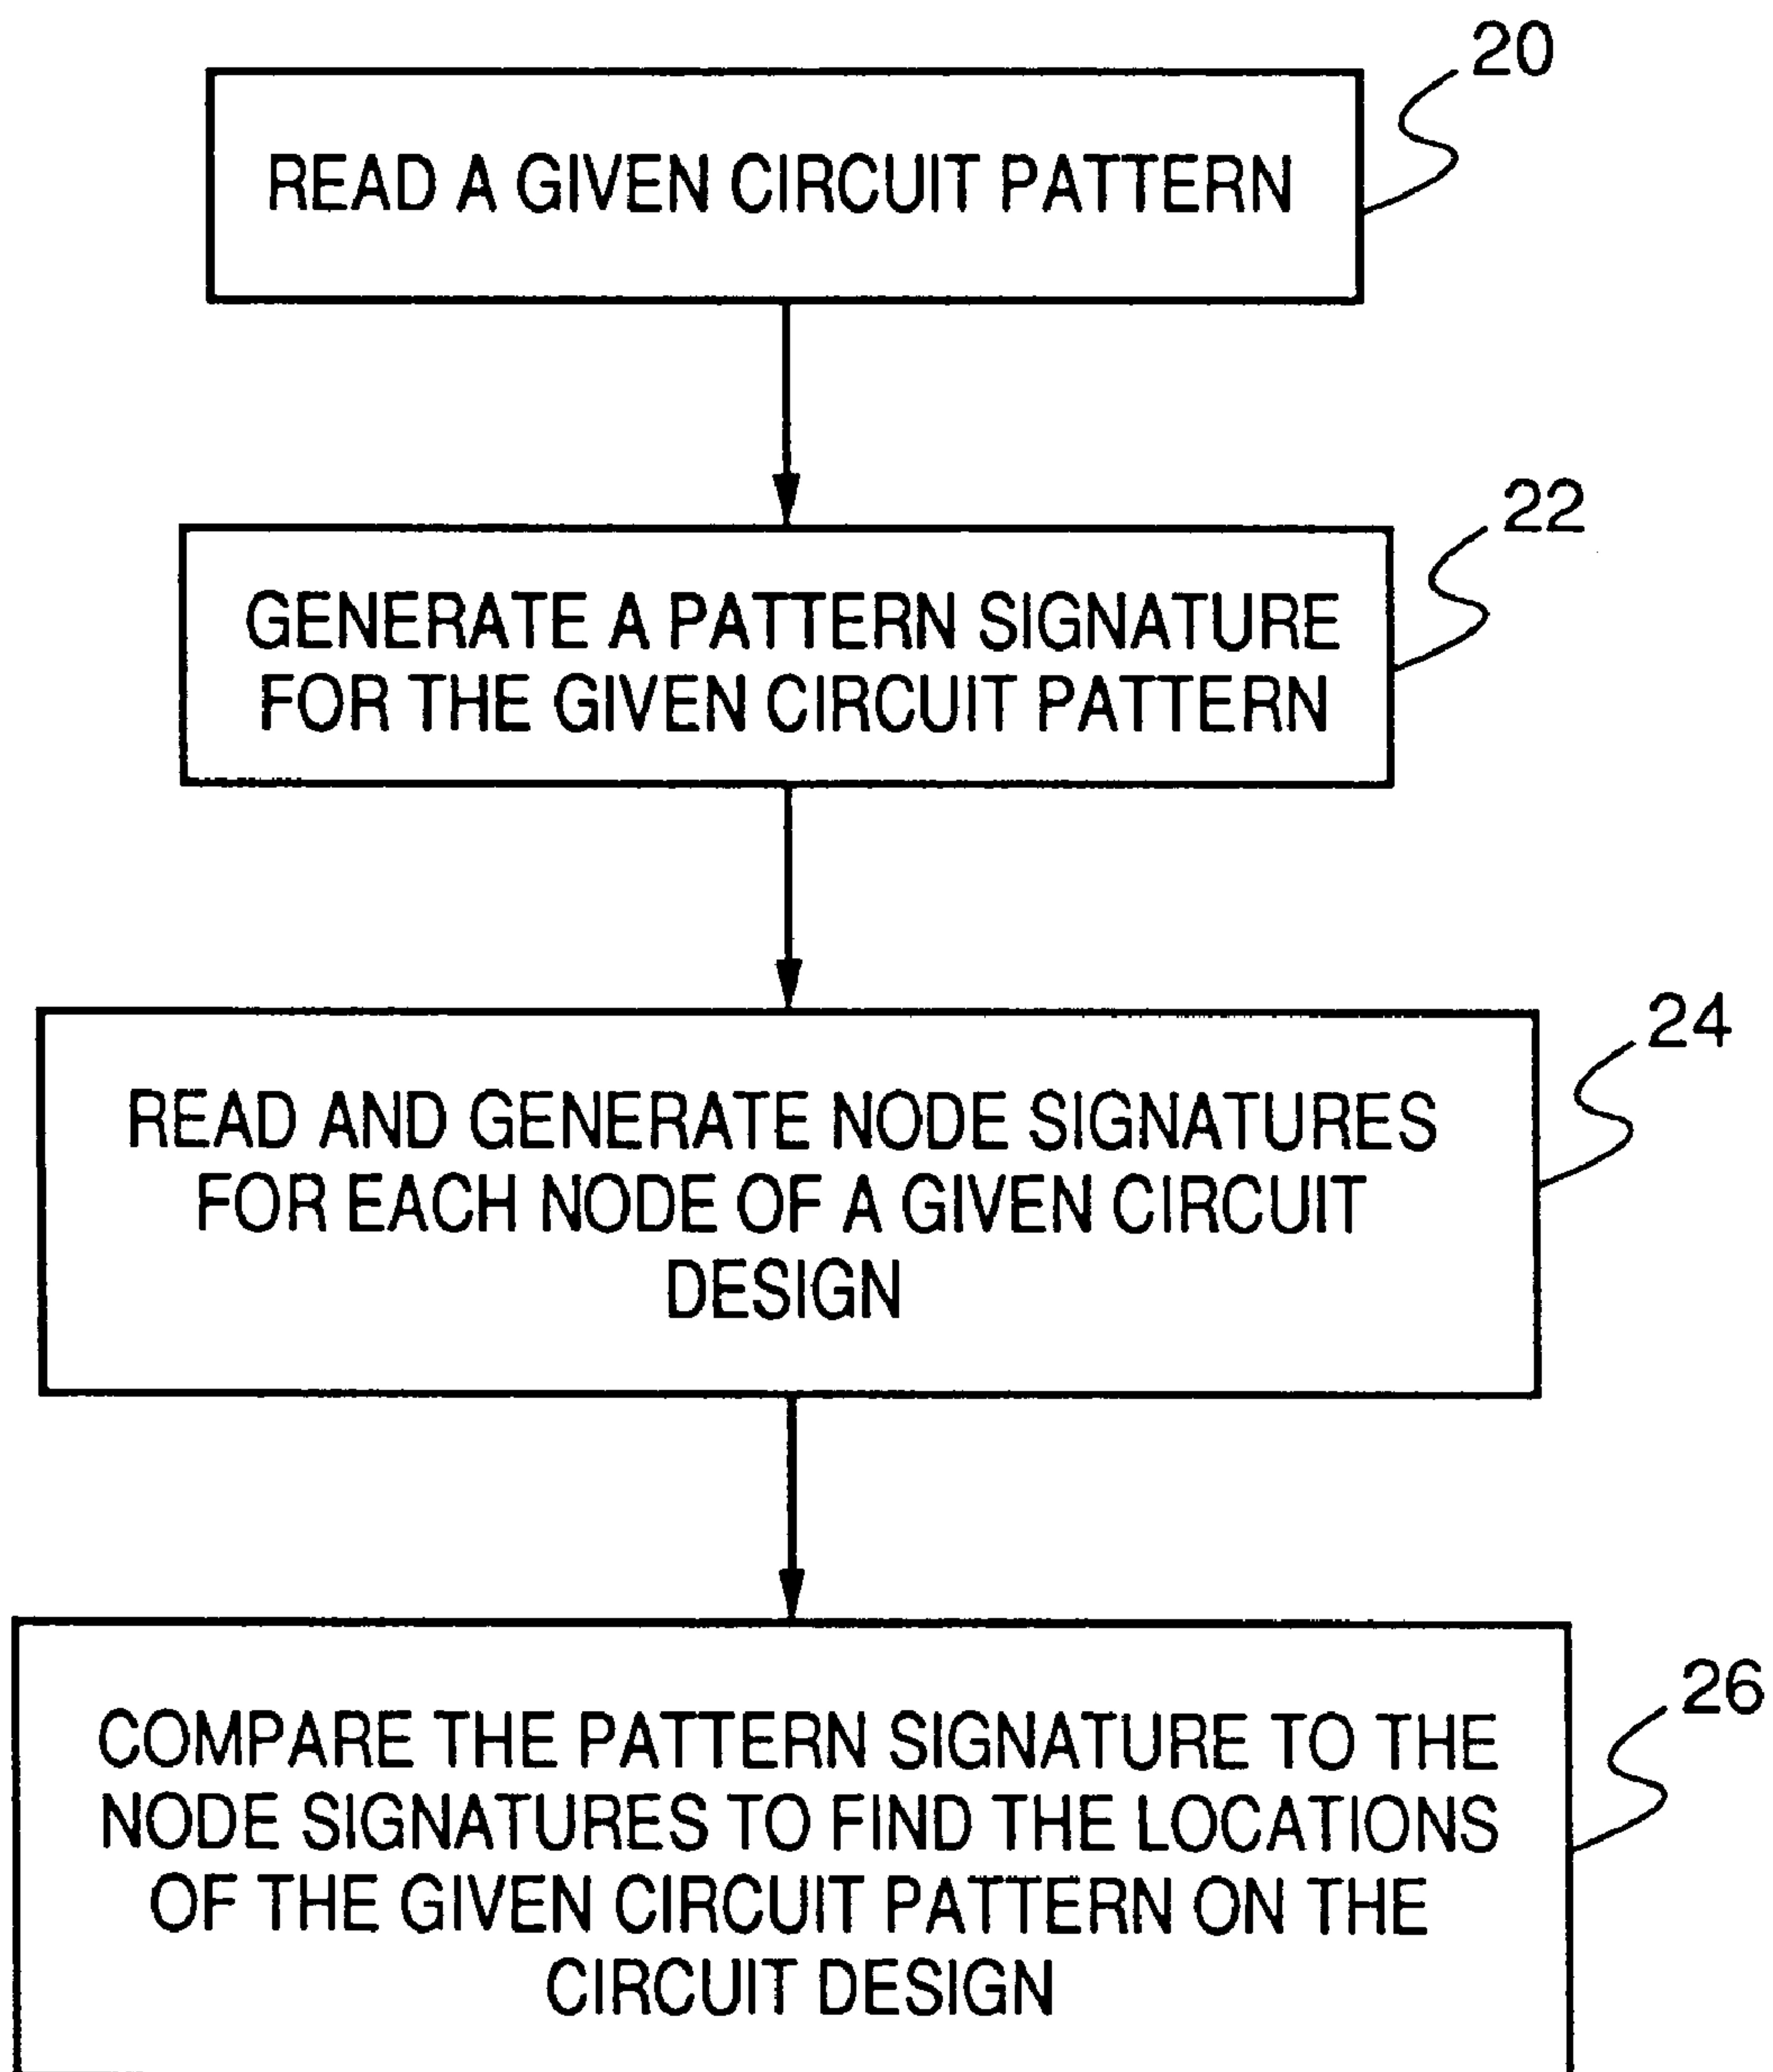 20
READ A GIVEN CIRCUIT PATTERN
22
GENERATE A PATTERN SIGNATURE
FOR THE GIVEN CIRCUIT PATTERN
24
READ AND GENERATE NODE SIGNATURES
FOR EACH NODE OF A GIVEN CIRCUIT
DESIGN
26
COMPARE THE PATTERN SIGNATURE TO THE
NODE SIGNATURES TO FIND THE LOCATIONS
OF THE GIVEN CIRCUIT PATTERN ON THE
CIRCUIT DESIGN